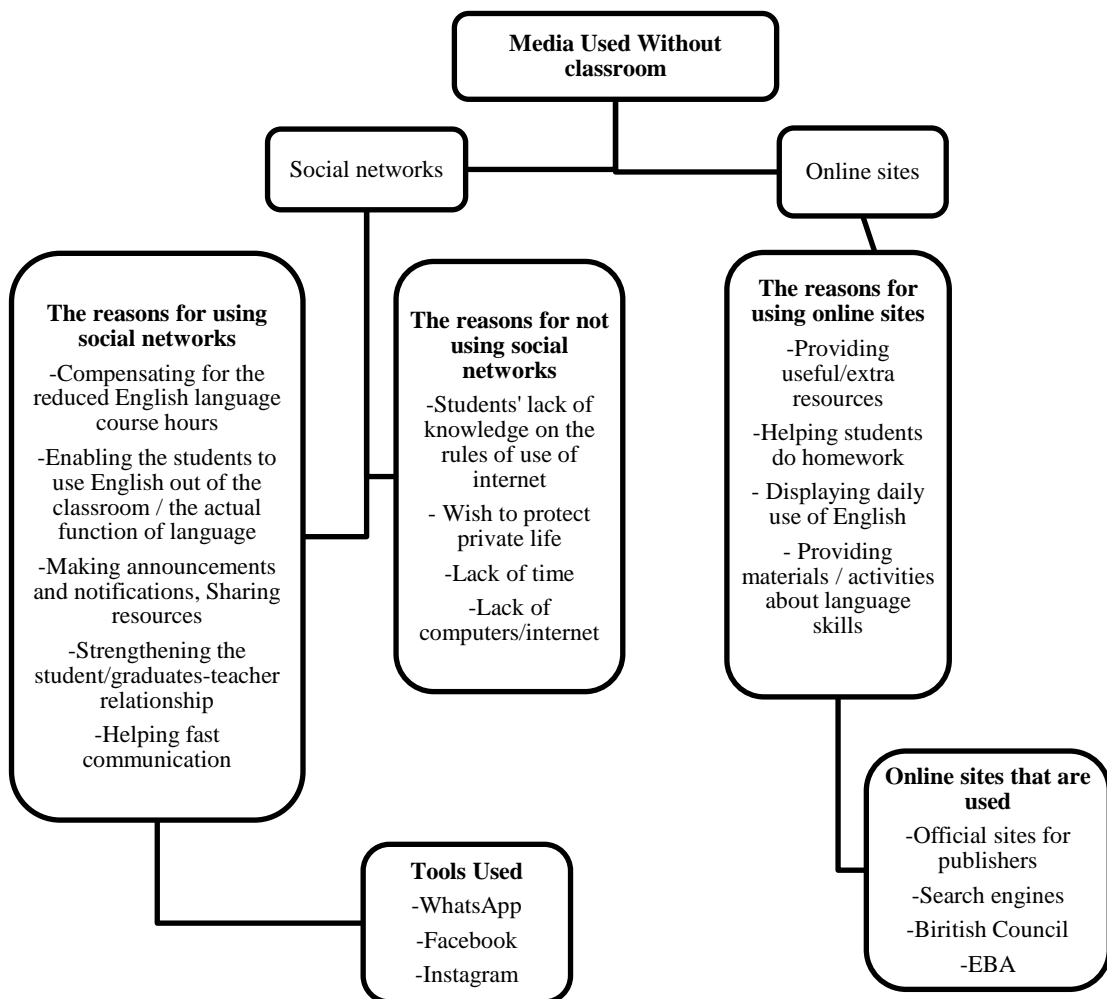 Media Used Without
classroom
Social networks
Online sites
The reasons for using
social networks
-Compensating for the
reduced English language
course hours
-Enabling the students to
use English out of the
classroom / the actual
function of language
-Making announcements
and notifications, Sharing
resources
-Strengthening the
student/graduates-teacher
relationship
-Helping fast
communication
The reasons for not
using social
networks
-Students' lack of
knowledge on the
rules of use of
internet
- Wish to protect
private life
-Lack of time
-Lack of
computers/internet
The reasons for
using online sites
-Providing
useful/extra
resources
-Helping students
do homework
- Displaying daily
use of English
- Providing
materials / activities
about language
skills
Tools Used
-WhatsApp
-Facebook
-Instagram
Online sites that are
used
-Official sites for
publishers
-Search engines
-Biritish Council
-EBA